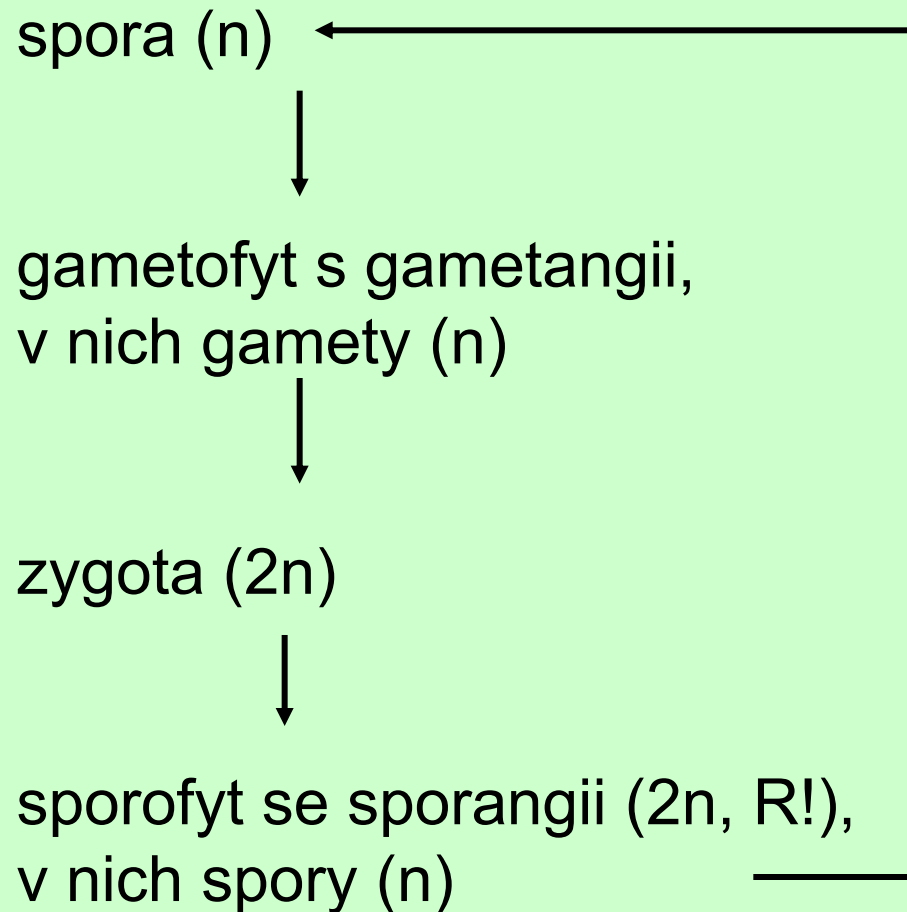 spora (n)
gametofyt s gametangii,
v nich gamety (n)
zygota (2n)
sporofyt se sporangii (2n, R!),
v nich spory (n)